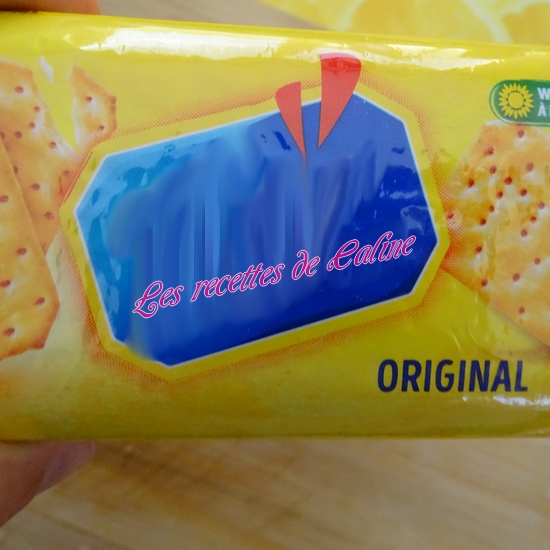 Les recettes de Caline
ORIGINAL